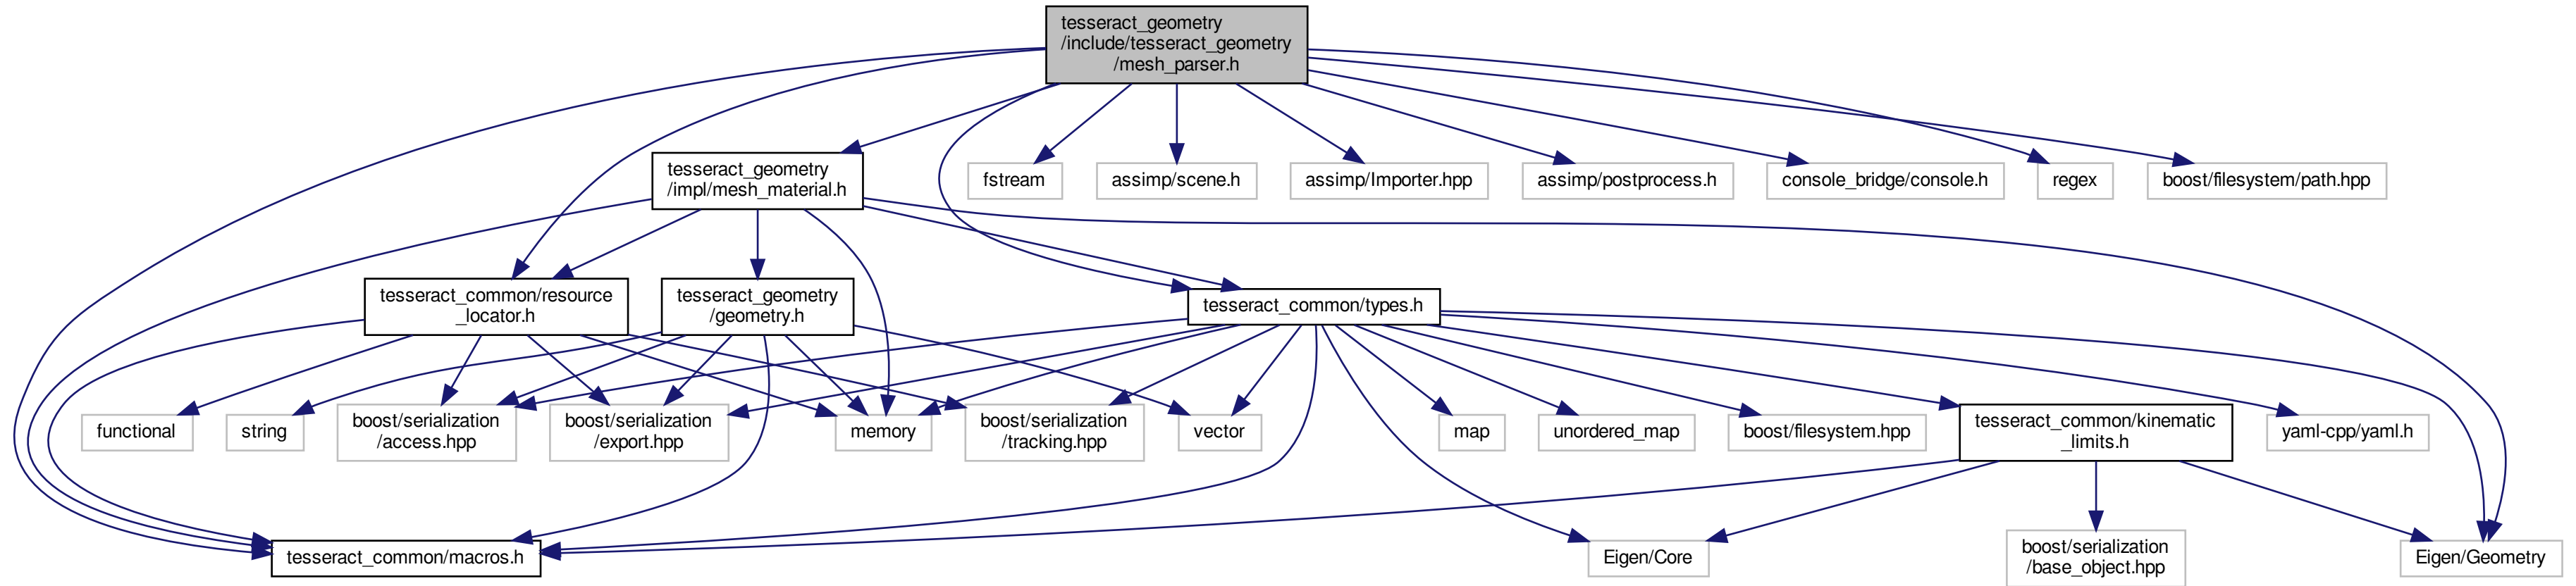 tesseract_geometry
/include/tesseract_geometry
/mesh_parser.h
tesseract_geometry
/impl/mesh_material.h
fstream
assimp/scene.h
assimp/Importer.hpp
assimp/postprocess.h
console_bridge/console.h
regex
boost/filesystem/path.hpp
tesseract_common/resource
_locator.h
tesseract_geometry
/geometry.h
tesseract_common/types.h
functional
string
boost/serialization
/access.hpp
boost/serialization
/export.hpp
memory
boost/serialization
/tracking.hpp
vector
map
unordered_map
boost/filesystem.hpp
tesseract_common/kinematic
_limits.h
yaml-cpp/yaml.h
tesseract_common/macros.h
Eigen/Core
boost/serialization
/base_object.hpp
Eigen/Geometry